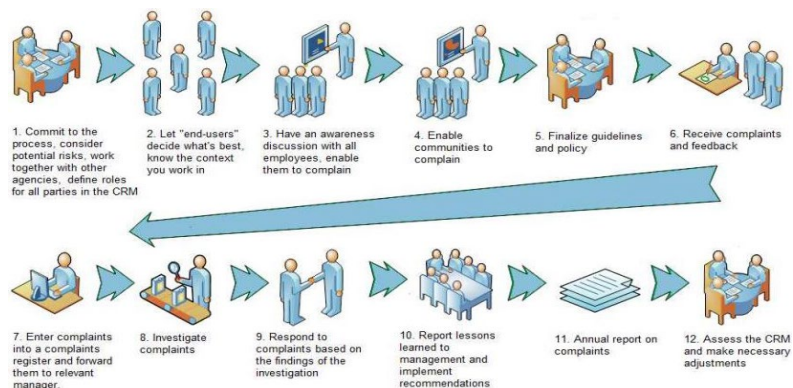 1. Commit to the
process, consider
potential risks, work
together with other
agencies, define roles
for all parties in the CRM
2. Let "end-users"
decide what's best,
know the context
you work in
3. Have an awareness
discussion with all
employees, enable
them to complain
4. Enable
communities to
complain
5. Finalize guidelines
and policy
6. Receive complaints
and feedback
7. Enter complaints
into a complaints
register and forward
them to relevant
manager.
8. Investigate
complaints
9. Respond to
complaints based on
the findings of the
investigation
10. Report lessons
learned to
management and
implement
recommendations
11. Annual report on
complaints
12. Assess the CRM
and make necessary
adjustments